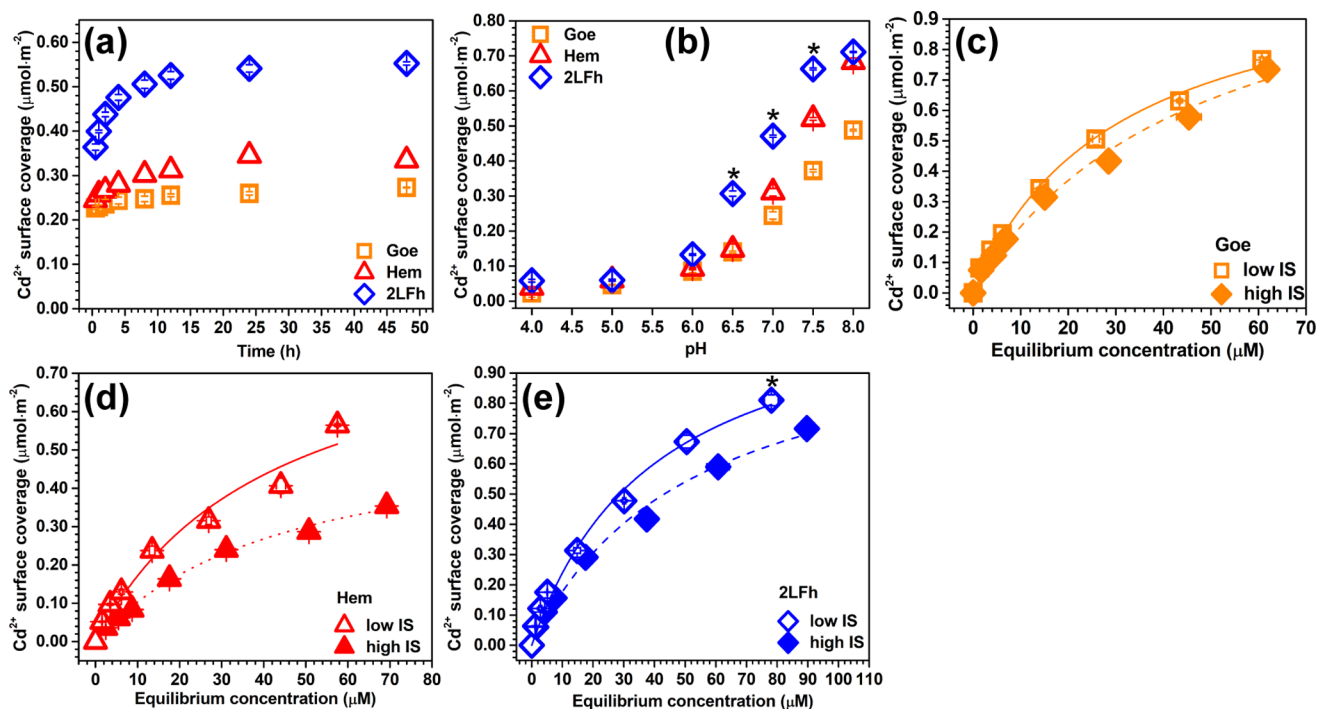 (a)
Cd²⁺ surface coverage (μmol·m⁻²)
0.60
0.50
0.40
0.30
0.20
0.10
0.00
Goe
Hem
2LFh
0 5 10 15 20 25 30 35 40 45 50
Time (h)
(b)
Cd²⁺ surface coverage (μmol·m⁻²)
0.80
0.70
0.60
0.50
0.40
0.30
0.20
0.10
0.00
Goe
Hem
2LFh
*
*
*
4.0 4.5 5.0 5.5 6.0 6.5 7.0 7.5 8.0
pH
(c)
Cd²⁺ surface coverage (μmol·m⁻²)
0.9
0.8
0.7
0.6
0.5
0.4
0.3
0.2
0.1
0.0
Goe
low IS
high IS
0 10 20 30 40 50 60 70
Equilibrium concentration (μM)
(d)
Cd²⁺ surface coverage (μmol·m⁻²)
0.70
0.60
0.50
0.40
0.30
0.20
0.10
0.00
Hem
low IS
high IS
0 10 20 30 40 50 60 70 80
Equilibrium concentration (μM)
(e)
Cd²⁺ surface coverage (μmol·m⁻²)
0.90
0.80
0.70
0.60
0.50
0.40
0.30
0.20
0.10
0.00
*
2LFh
low IS
high IS
0 10 20 30 40 50 60 70 80 90 100 110
Equilibrium concentration (μM)